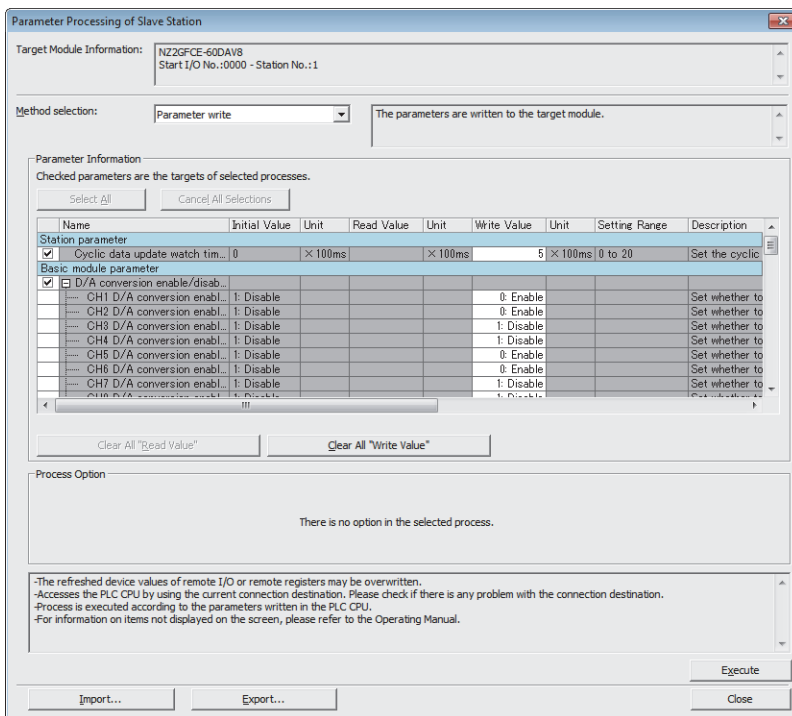 Parameter Processing of Slave Station
Target Module Information:
NZ2GFCE-60DAV8
Start I/O No.:0000 - Station No.:1
Method selection:
Parameter write
The parameters are written to the target module.
Parameter Information
Checked parameters are the targets of selected processes.
Select All
Cancel All Selections
Name Initial Value Unit Read Value Unit Write Value Unit Setting Range Description
Station parameter
Cyclic data update watch tim... 0 ×100ms ×100ms 5 ×100ms 0 to 20 Set the cyclic
Basic module parameter
D/A conversion enable/disab...
CH1 D/A conversion enabl... 1: Disable 0: Enable Set whether to
CH2 D/A conversion enabl... 1: Disable 0: Enable Set whether to
CH3 D/A conversion enabl... 1: Disable 1: Disable Set whether to
CH4 D/A conversion enabl... 1: Disable 1: Disable Set whether to
CH5 D/A conversion enabl... 1: Disable 0: Enable Set whether to
CH6 D/A conversion enabl... 1: Disable 0: Enable Set whether to
CH7 D/A conversion enabl... 1: Disable 1: Disable Set whether to
Clear All "Read Value"
Clear All "Write Value"
Process Option
There is no option in the selected process.
-The refreshed device values of remote I/O or remote registers may be overwritten.
-Accesses the PLC CPU by using the current connection destination. Please check if there is any problem with the connection destination.
-Process is executed according to the parameters written in the PLC CPU.
-For information on items not displayed on the screen, please refer to the Operating Manual.
Execute
Import...
Export...
Close